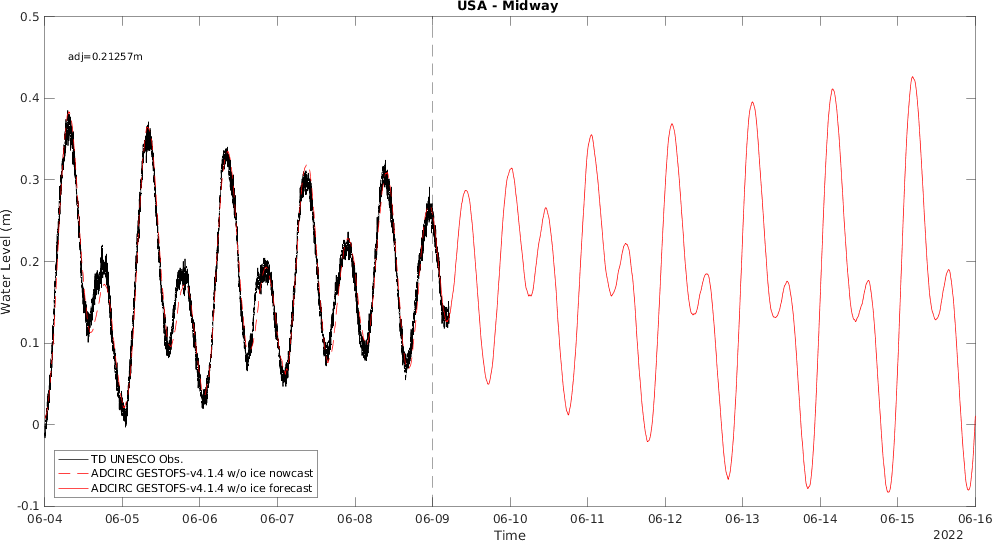 USA - Midway
adj=0.21257m
Water Level (m)
0.5
0.4
0.3
0.2
0.1
0
-0.1
TD UNESCO Obs.
ADCIRC GESTOFS-v4.1.4 w/o ice nowcast
ADCIRC GESTOFS-v4.1.4 w/o ice forecast
06-04 06-05 06-06 06-07 06-08 06-09 06-10 06-11 06-12 06-13 06-14 06-15 06-16
Time
2022